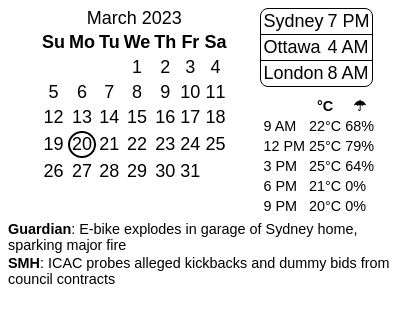 March 2023
Su Mo Tu We Th Fr Sa
1 2 3 4
5 6 7 8 9 10 11
12 13 14 15 16 17 18
19 20 21 22 23 24 25
26 27 28 29 30 31
Sydney 7 PM
Ottawa 4 AM
London 8 AM
°C ☂
9 AM 22°C 68%
12 PM 25°C 79%
3 PM 25°C 64%
6 PM 21°C 0%
9 PM 20°C 0%
Guardian: E-bike explodes in garage of Sydney home,
sparking major fire
SMH: ICAC probes alleged kickbacks and dummy bids from
council contracts